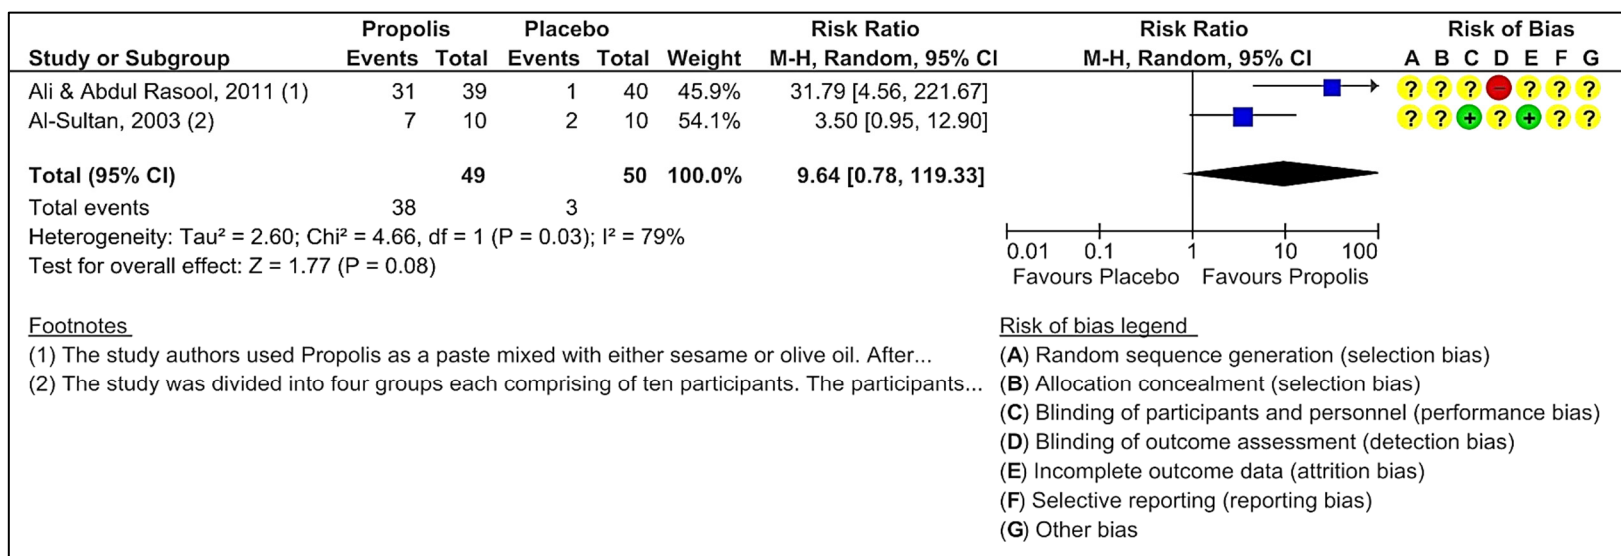 Propolis Placebo Risk Ratio Risk Ratio Risk of Bias
Study or Subgroup Events Total Events Total Weight M-H, Random, 95% CI M-H, Random, 95% CI A B C D E F G
Ali & Abdul Rasool, 2011 (1) 31 39 1 40 45.9% 31.79 [4.56, 221.67] ? ? ? – ? ? ?
Al-Sultan, 2003 (2) 7 10 2 10 54.1% 3.50 [0.95, 12.90] ? ? + ? + ? ?
Total (95% CI) 49 50 100.0% 9.64 [0.78, 119.33]
Total events 38 3
Heterogeneity: Tau² = 2.60; Chi² = 4.66, df = 1 (P = 0.03); I² = 79%
Test for overall effect: Z = 1.77 (P = 0.08)
0.01 0.1 1 10 100
Favours Placebo Favours Propolis
Footnotes
(1) The study authors used Propolis as a paste mixed with either sesame or olive oil. After...
(2) The study was divided into four groups each comprising of ten participants. The participants...
Risk of bias legend
(A) Random sequence generation (selection bias)
(B) Allocation concealment (selection bias)
(C) Blinding of participants and personnel (performance bias)
(D) Blinding of outcome assessment (detection bias)
(E) Incomplete outcome data (attrition bias)
(F) Selective reporting (reporting bias)
(G) Other bias